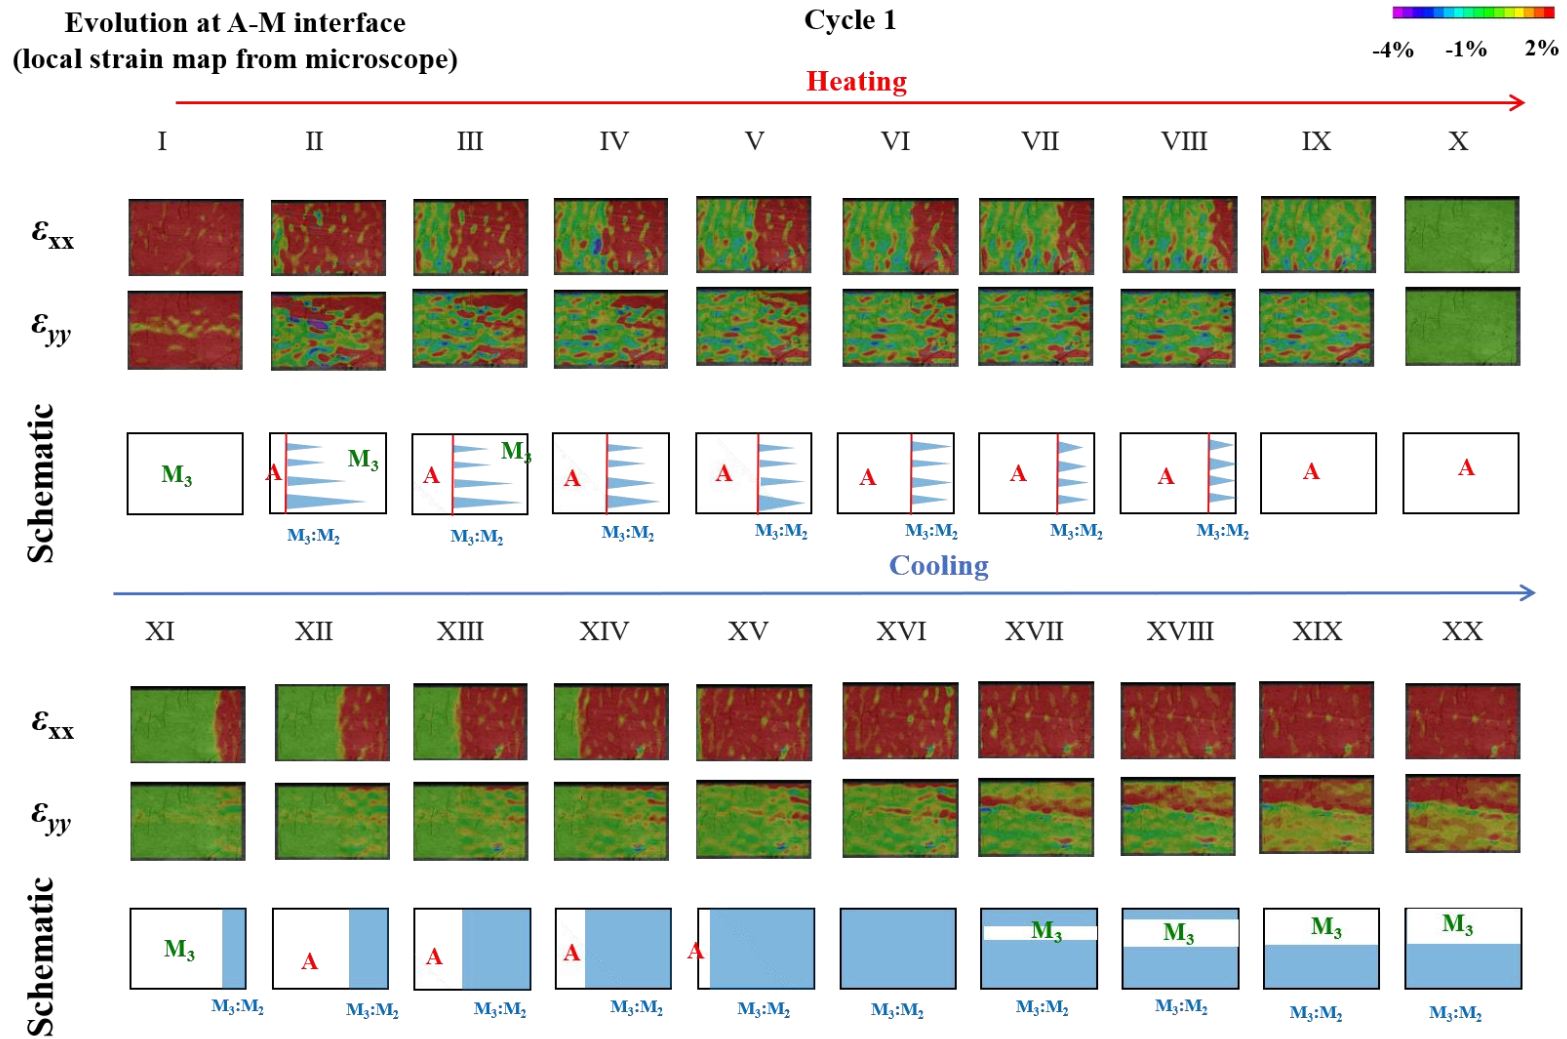 Evolution at A-M interface
(local strain map from microscope)
Cycle 1
-4% -1% 2%
Heating
I II III IV V VI VII VIII IX X
εxx
εyy
Schematic
M3 A M3 A M3 A A A A A A A
M3:M2 M3:M2 M3:M2 M3:M2 M3:M2 M3:M2 M3:M2
Cooling
XI XII XIII XIV XV XVI XVII XVIII XIX XX
εxx
εyy
Schematic
M3 A A A A M3 M3 M3 M3
M3:M2 M3:M2 M3:M2 M3:M2 M3:M2 M3:M2 M3:M2 M3:M2 M3:M2